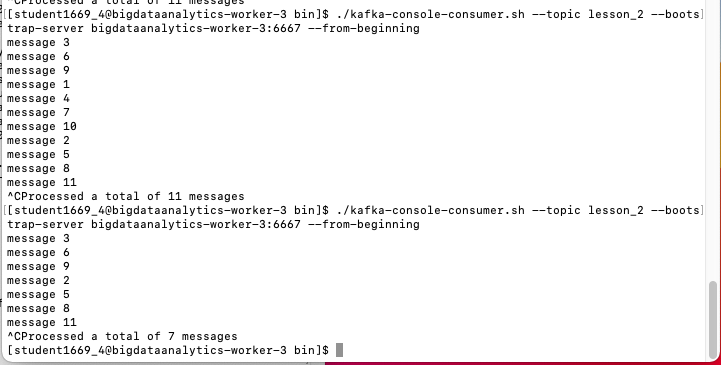 ^CProcessed a total of 11 messages
[[student1669_4@bigdataanalytics-worker-3 bin]$ ./kafka-console-consumer.sh --topic lesson_2 --boots]
trap-server bigdataanalytics-worker-3:6667 --from-beginning
message 3
message 6
message 9
message 1
message 4
message 7
message 10
message 2
message 5
message 8
message 11
^CProcessed a total of 11 messages
[[student1669_4@bigdataanalytics-worker-3 bin]$ ./kafka-console-consumer.sh --topic lesson_2 --boots]
trap-server bigdataanalytics-worker-3:6667 --from-beginning
message 3
message 6
message 9
message 2
message 5
message 8
message 11
^CProcessed a total of 7 messages
[student1669_4@bigdataanalytics-worker-3 bin]$